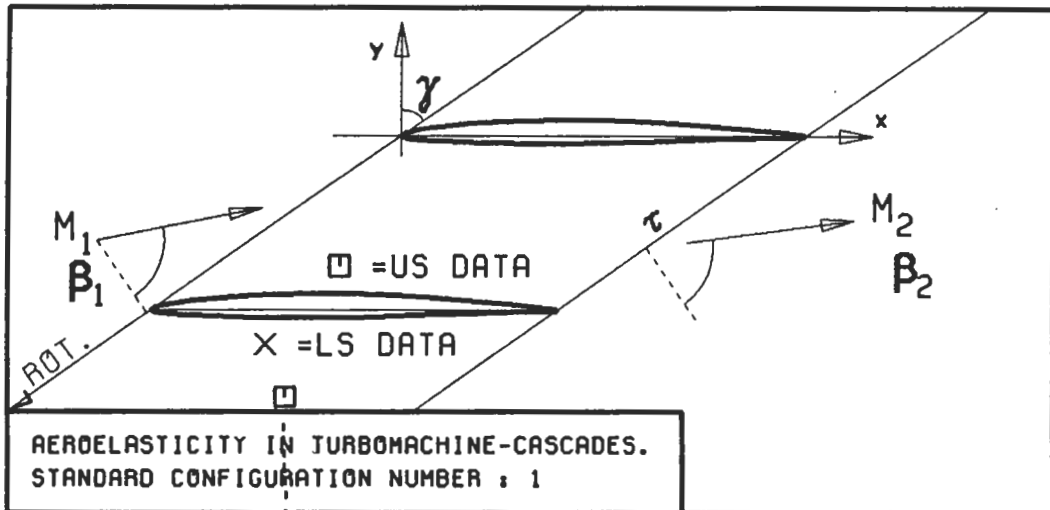 y
γ
x
M1
β1
τ
M2
β2
=US DATA
X =LS DATA
ROT.
AEROELASTICITY IN TURBOMACHINE-CASCADES.
STANDARD CONFIGURATION NUMBER : 1